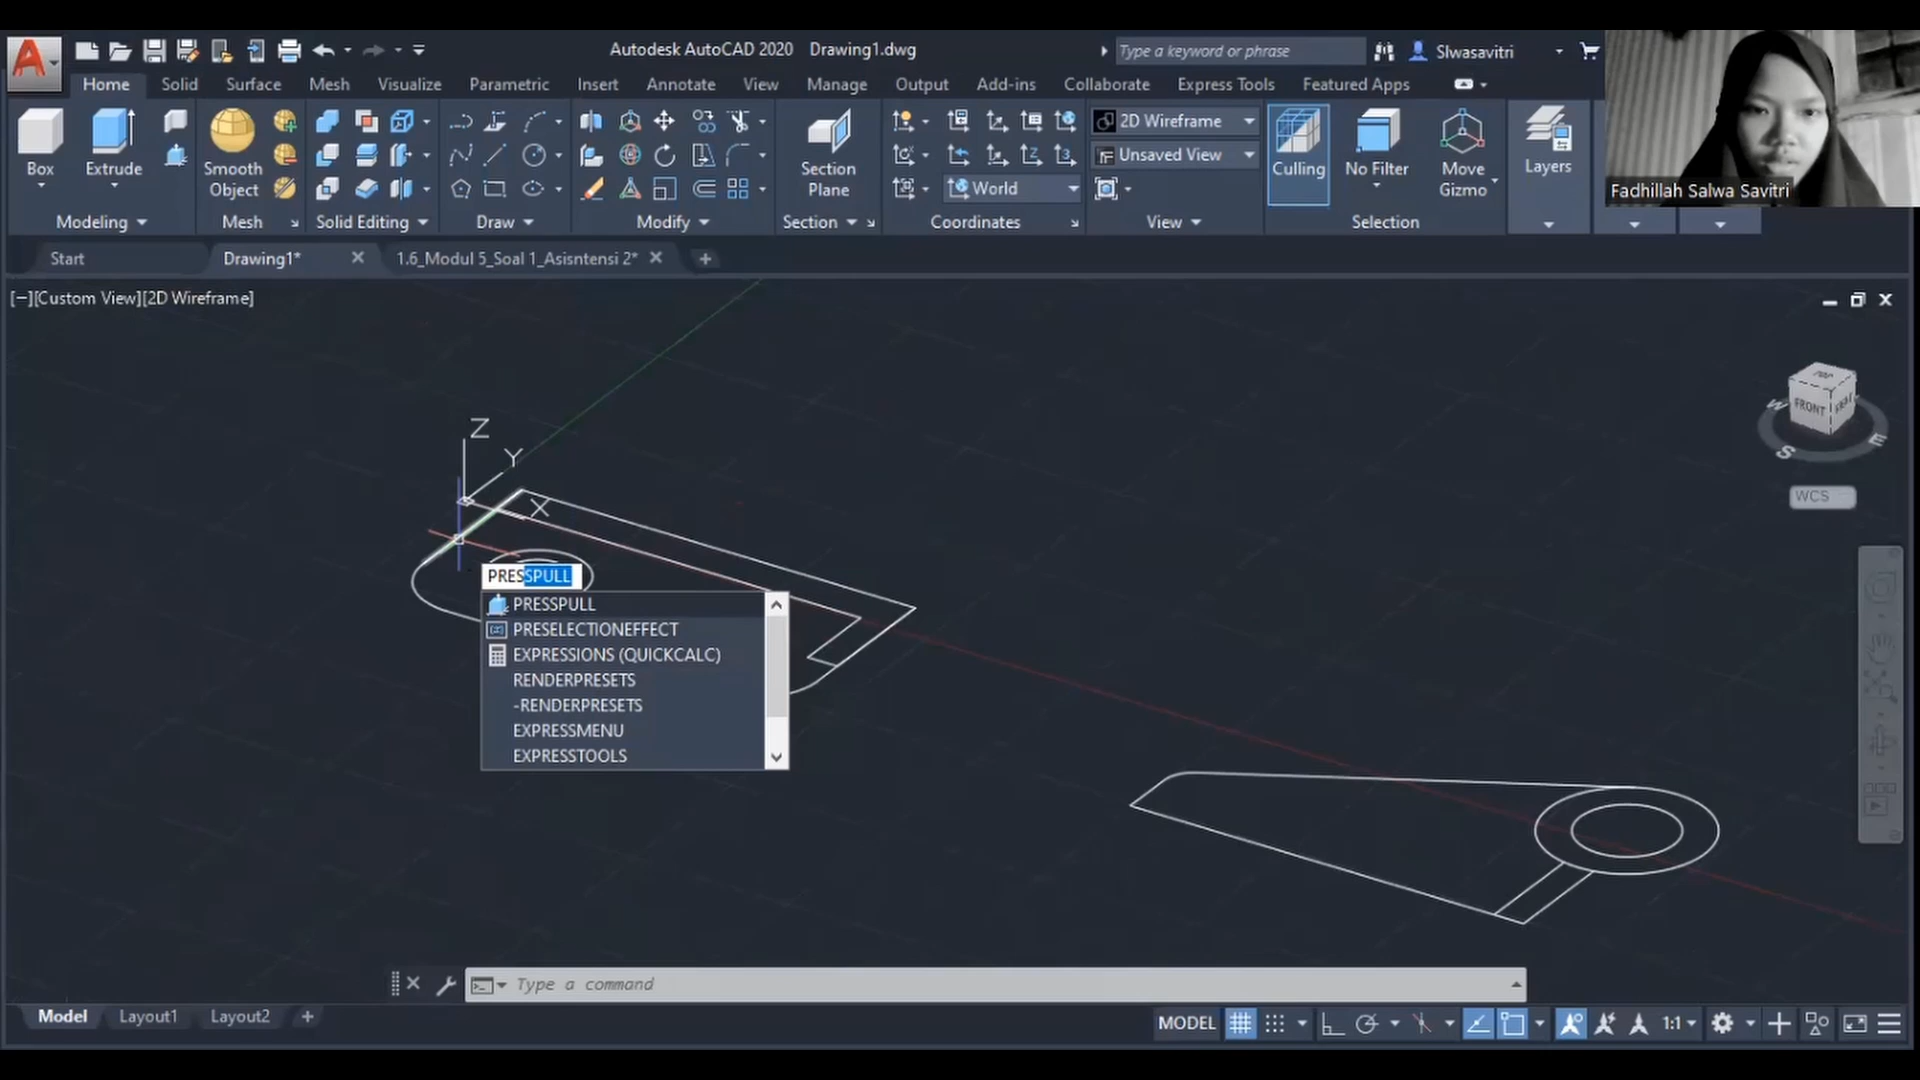 Autodesk AutoCAD 2020 Drawing1.dwg
Type a keyword or phrase
Slwasavitri
Home Solid Surface Mesh Visualize Parametric Insert Annotate View Manage Output Add-ins Collaborate Express Tools Featured Apps
Box
Extrude
Smooth
Object
Section
Plane
World
2D Wireframe
Unsaved View
Culling
No Filter
Move
Gizmo
Layers
Fadhillah Salwa Savitri
Modeling Mesh Solid Editing Draw Modify Section Coordinates View Selection
Start Drawing1* 1.6_Modul 5_Soal 1_Asisntensi 2*
[−][Custom View][2D Wireframe]
TOP
FRONT
W
S
E
WCS
Z
Y
X
PRESSPULL
PRESSPULL
PRESELECTIONEFFECT
EXPRESSIONS (QUICKCALC)
RENDERPRESETS
-RENDERPRESETS
EXPRESSMENU
EXPRESSTOOLS
Type a command
Model Layout1 Layout2
MODEL 1:1